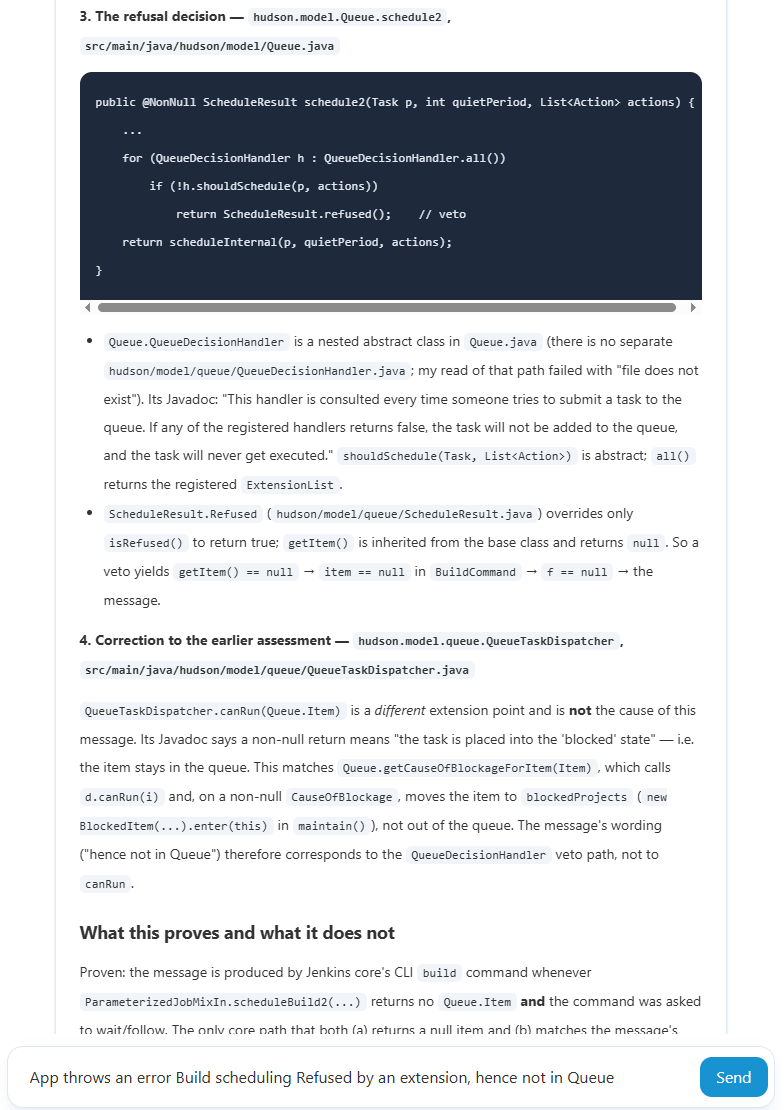 3. The refusal decision — hudson.model.Queue.schedule2,
src/main/java/hudson/model/Queue.java
public @NonNull ScheduleResult schedule2(Task p, int quietPeriod, List<Action> actions) {
    ...
    for (QueueDecisionHandler h : QueueDecisionHandler.all())
        if (!h.shouldSchedule(p, actions))
            return ScheduleResult.refused();    // veto
    return scheduleInternal(p, quietPeriod, actions);
}
• Queue.QueueDecisionHandler is a nested abstract class in Queue.java (there is no separate
hudson/model/queue/QueueDecisionHandler.java; my read of that path failed with "file does not
exist"). Its Javadoc: "This handler is consulted every time someone tries to submit a task to the
queue. If any of the registered handlers returns false, the task will not be added to the queue,
and the task will never get executed." shouldSchedule(Task, List<Action>) is abstract; all()
returns the registered ExtensionList.
• ScheduleResult.Refused (hudson/model/queue/ScheduleResult.java) overrides only
isRefused() to return true; getItem() is inherited from the base class and returns null. So a
veto yields getItem() == null → item == null in BuildCommand → f == null → the
message.
4. Correction to the earlier assessment — hudson.model.queue.QueueTaskDispatcher,
src/main/java/hudson/model/queue/QueueTaskDispatcher.java
QueueTaskDispatcher.canRun(Queue.Item) is a different extension point and is not the cause of this
message. Its Javadoc says a non-null return means "the task is placed into the 'blocked' state" — i.e.
the item stays in the queue. This matches Queue.getCauseOfBlockageForItem(Item), which calls
d.canRun(i) and, on a non-null CauseOfBlockage, moves the item to blockedProjects (new
BlockedItem(...).enter(this) in maintain()), not out of the queue. The message's wording
("hence not in Queue") therefore corresponds to the QueueDecisionHandler veto path, not to
canRun.
What this proves and what it does not
Proven: the message is produced by Jenkins core's CLI build command whenever
ParameterizedJobMixIn.scheduleBuild2(...) returns no Queue.Item and the command was asked
to wait/follow. The only core path that both (a) returns a null item and (b) matches the message's
App throws an error Build scheduling Refused by an extension, hence not in Queue
Send